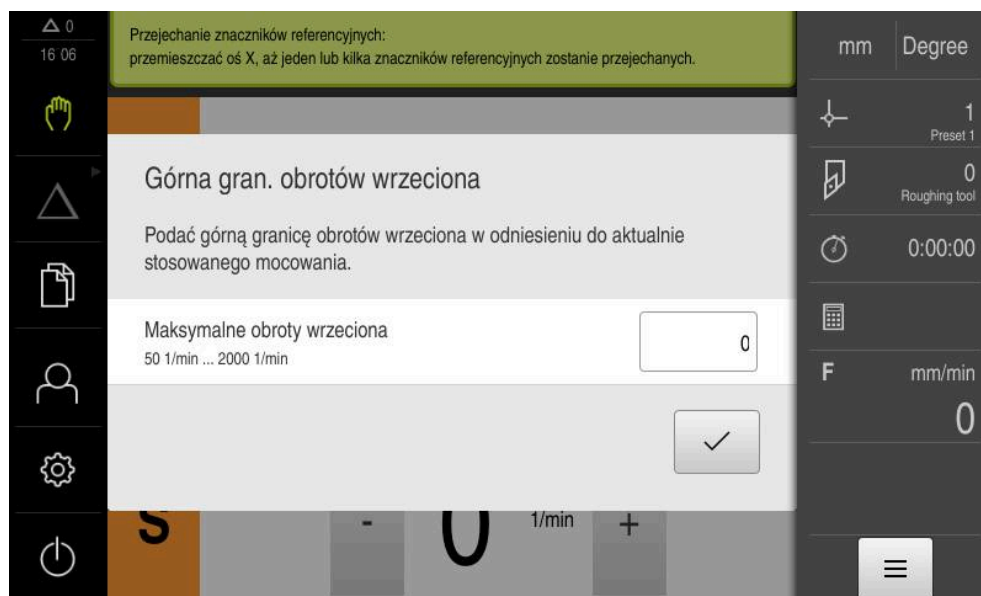 0
16 06
Przejechanie znaczników referencyjnych:
przemieszczać oś X, aż jeden lub kilka znaczników referencyjnych zostanie przejechanych.
Górna gran. obrotów wrzeciona
Podać górną granicę obrotów wrzeciona w odniesieniu do aktualnie
stosowanego mocowania.
Maksymalne obroty wrzeciona
50 1/min ... 2000 1/min
0
S
-
0
1/min
+
mm Degree
1
Preset 1
0
Roughing tool
0:00:00
F mm/min
0